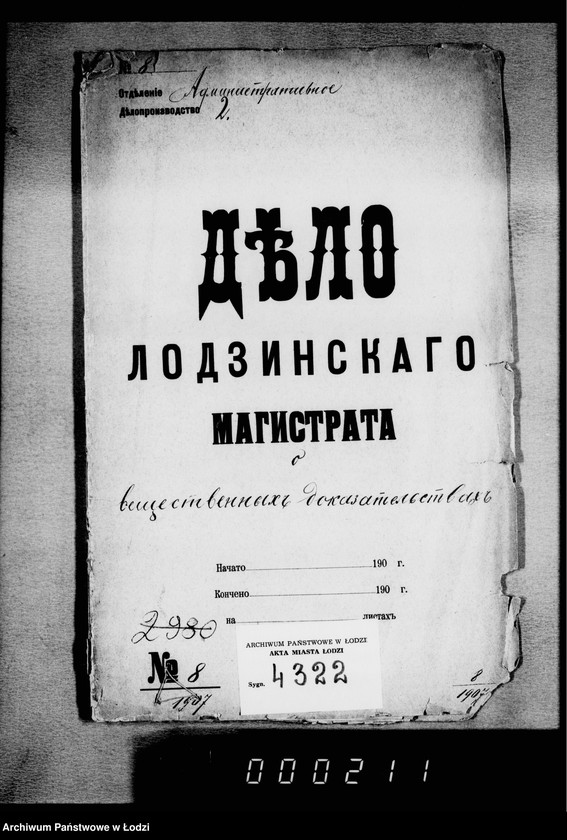 № 8
Отдѣленіе Административное
Дѣлопроизводство 2.
ДѢЛО
ЛОДЗИНСКАГО
МАГИСТРАТА
о
вещественныхъ доказательствахъ
Начато 190 г.
Кончено 190 г.
на листахъ
2980
№ 8
1907
ARCHIWUM PAŃSTWOWE W ŁODZI
AKTA MIASTA ŁODZI
Sygn. 4322
8
1907
000211
Archiwum Państwowe w Łodzi